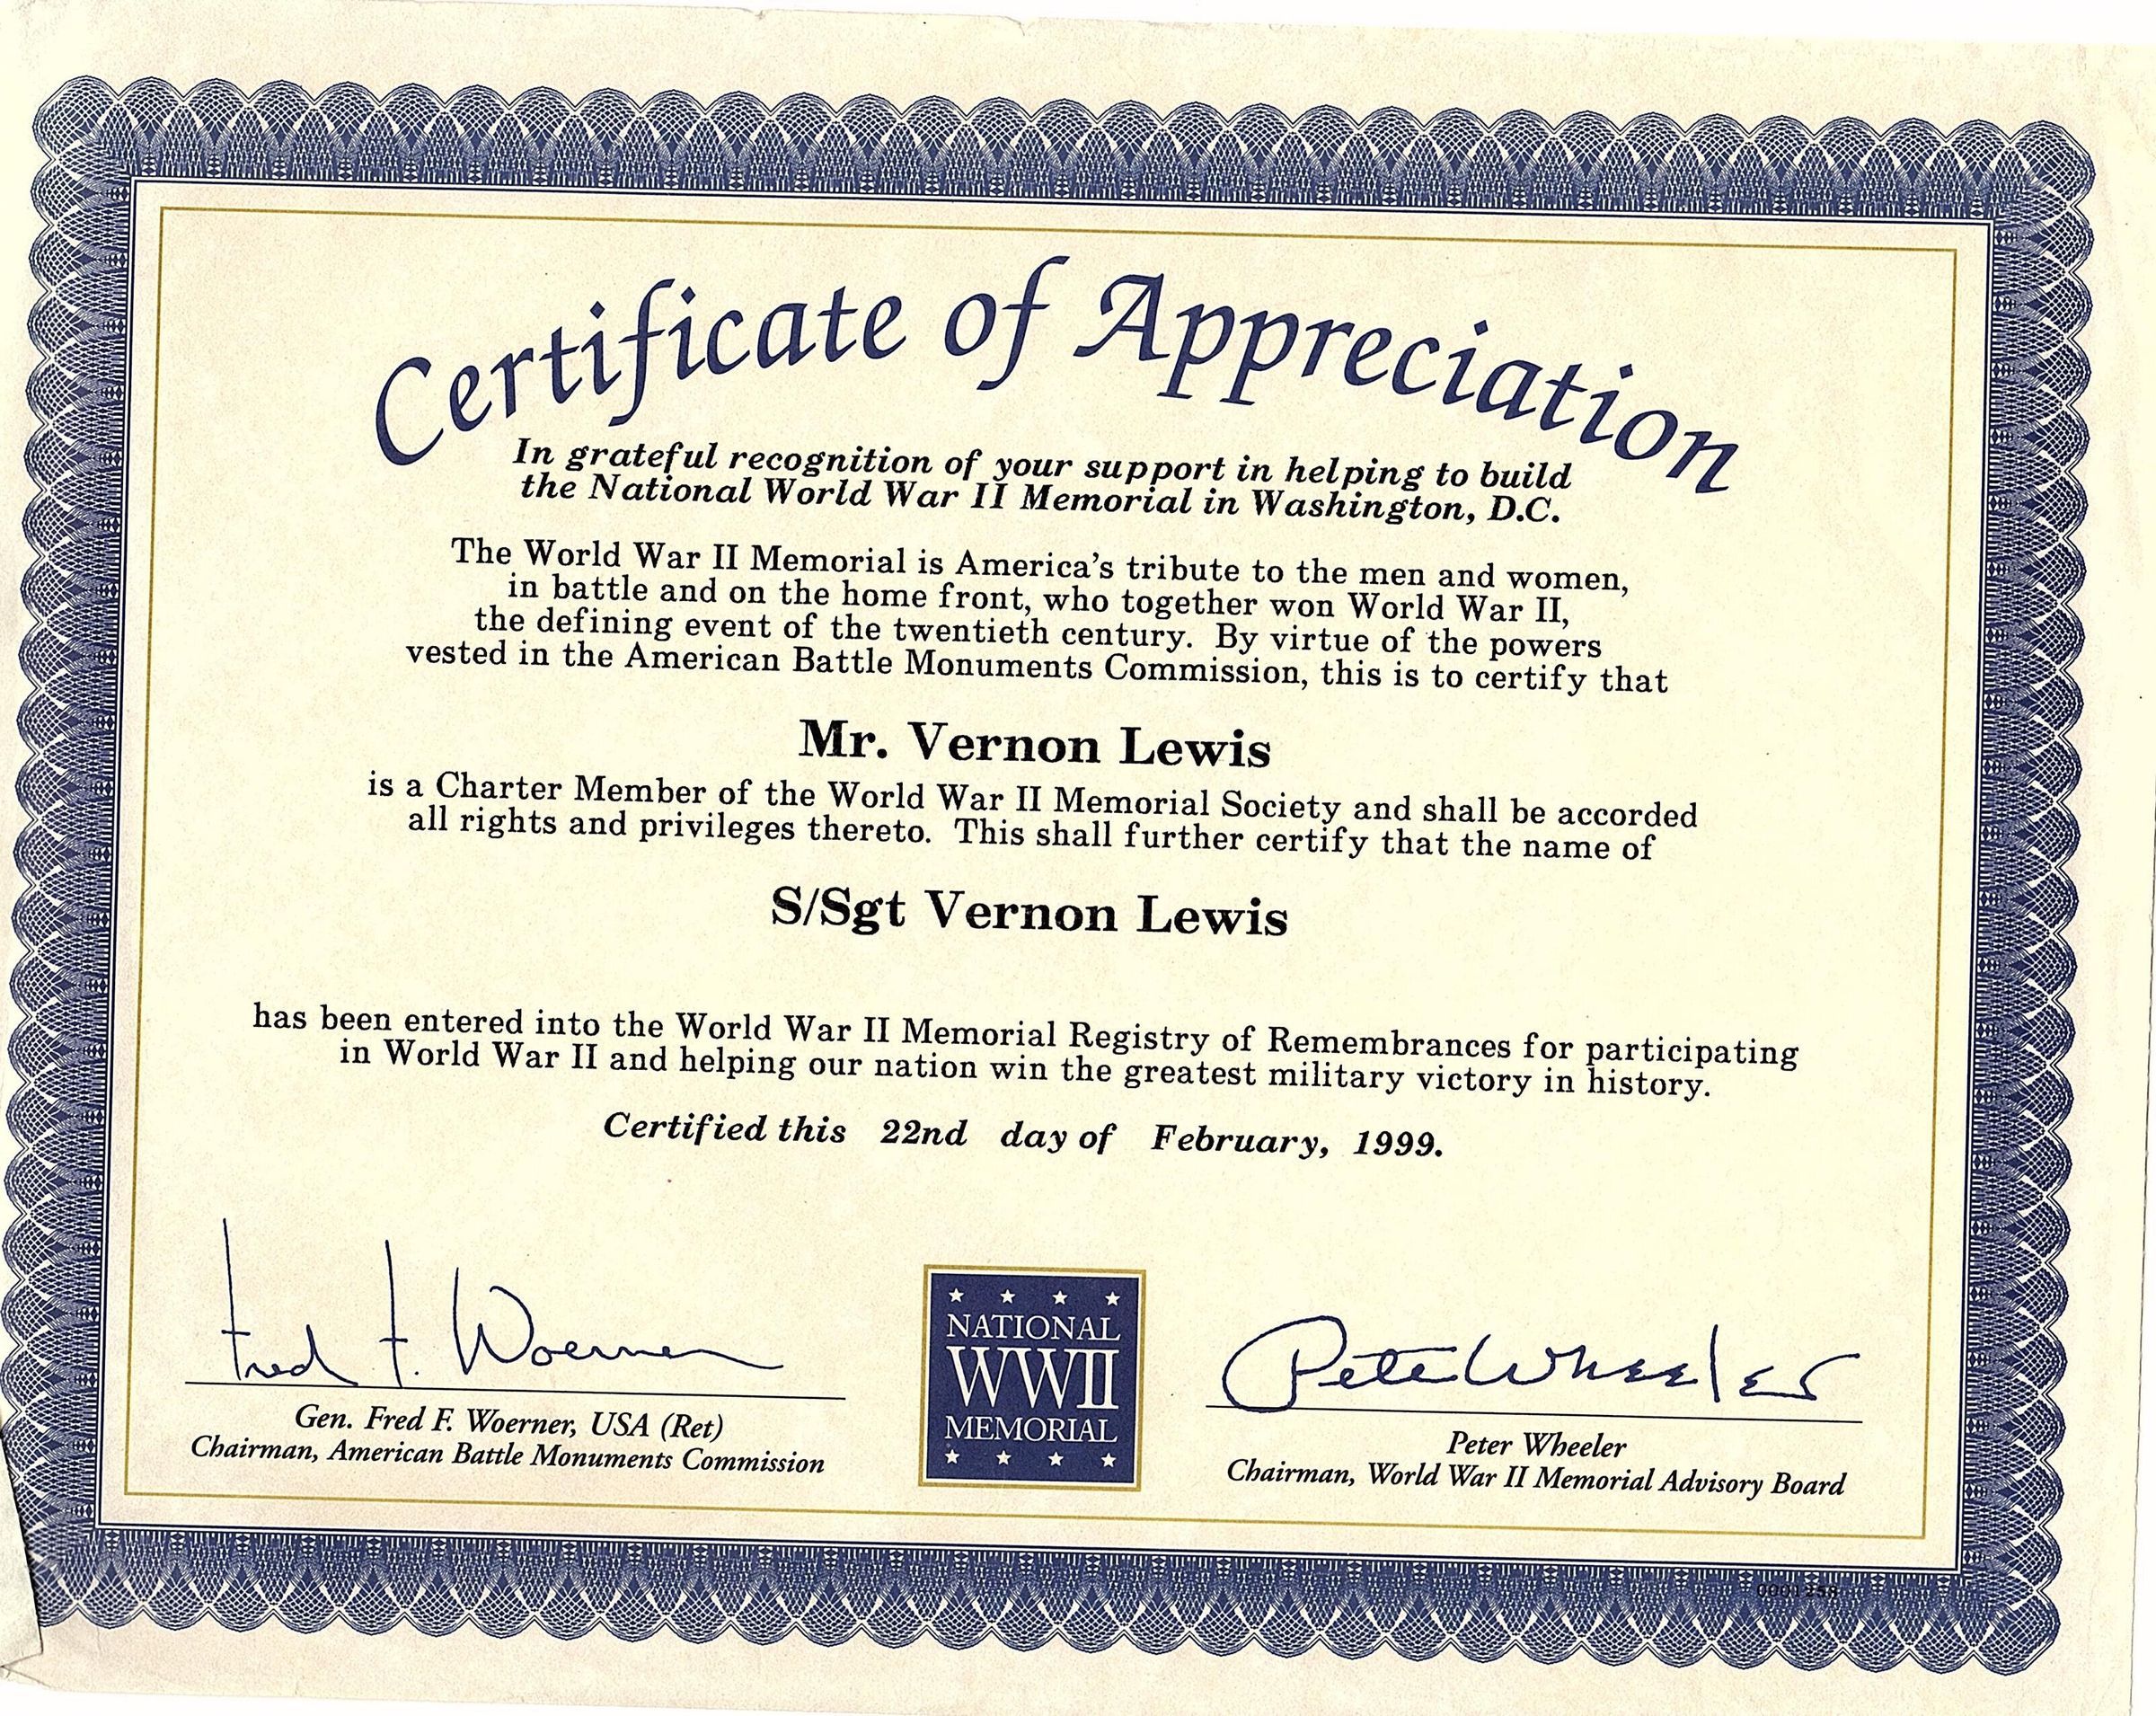 Certificate of Appreciation
In grateful recognition of your support in helping to build
the National World War II Memorial in Washington, D.C.
The World War II Memorial is America's tribute to the men and women,
in battle and on the home front, who together won World War II,
the defining event of the twentieth century. By virtue of the powers
vested in the American Battle Monuments Commission, this is to certify that
Mr. Vernon Lewis
is a Charter Member of the World War II Memorial Society and shall be accorded
all rights and privileges thereto. This shall further certify that the name of
S/Sgt Vernon Lewis
has been entered into the World War II Memorial Registry of Remembrances for participating
in World War II and helping our nation win the greatest military victory in history.
Certified this 22nd day of February, 1999.
Fred F. Woerner
Gen. Fred F. Woerner, USA (Ret)
Chairman, American Battle Monuments Commission
NATIONAL
WWII
MEMORIAL
Pete Wheeler
Peter Wheeler
Chairman, World War II Memorial Advisory Board